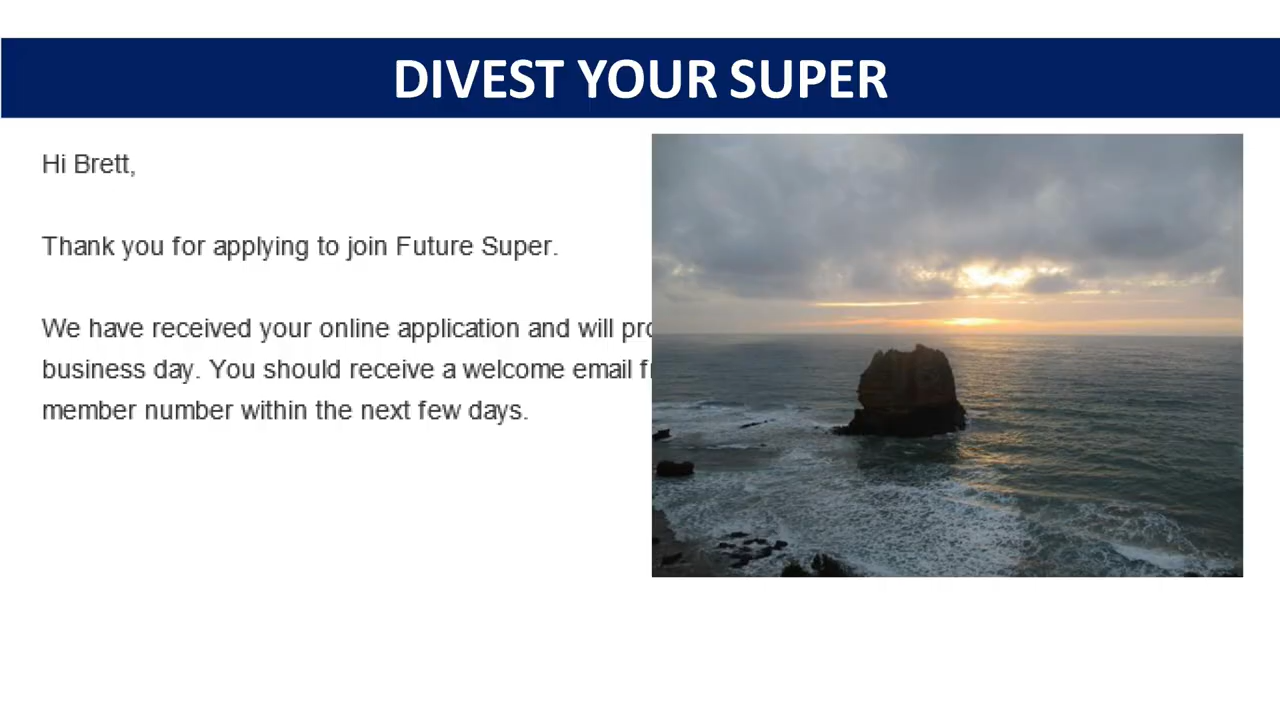 DIVEST YOUR SUPER
Hi Brett,
Thank you for applying to join Future Super.
We have received your online application and will
business day. You should receive a welcome email
member number within the next few days.